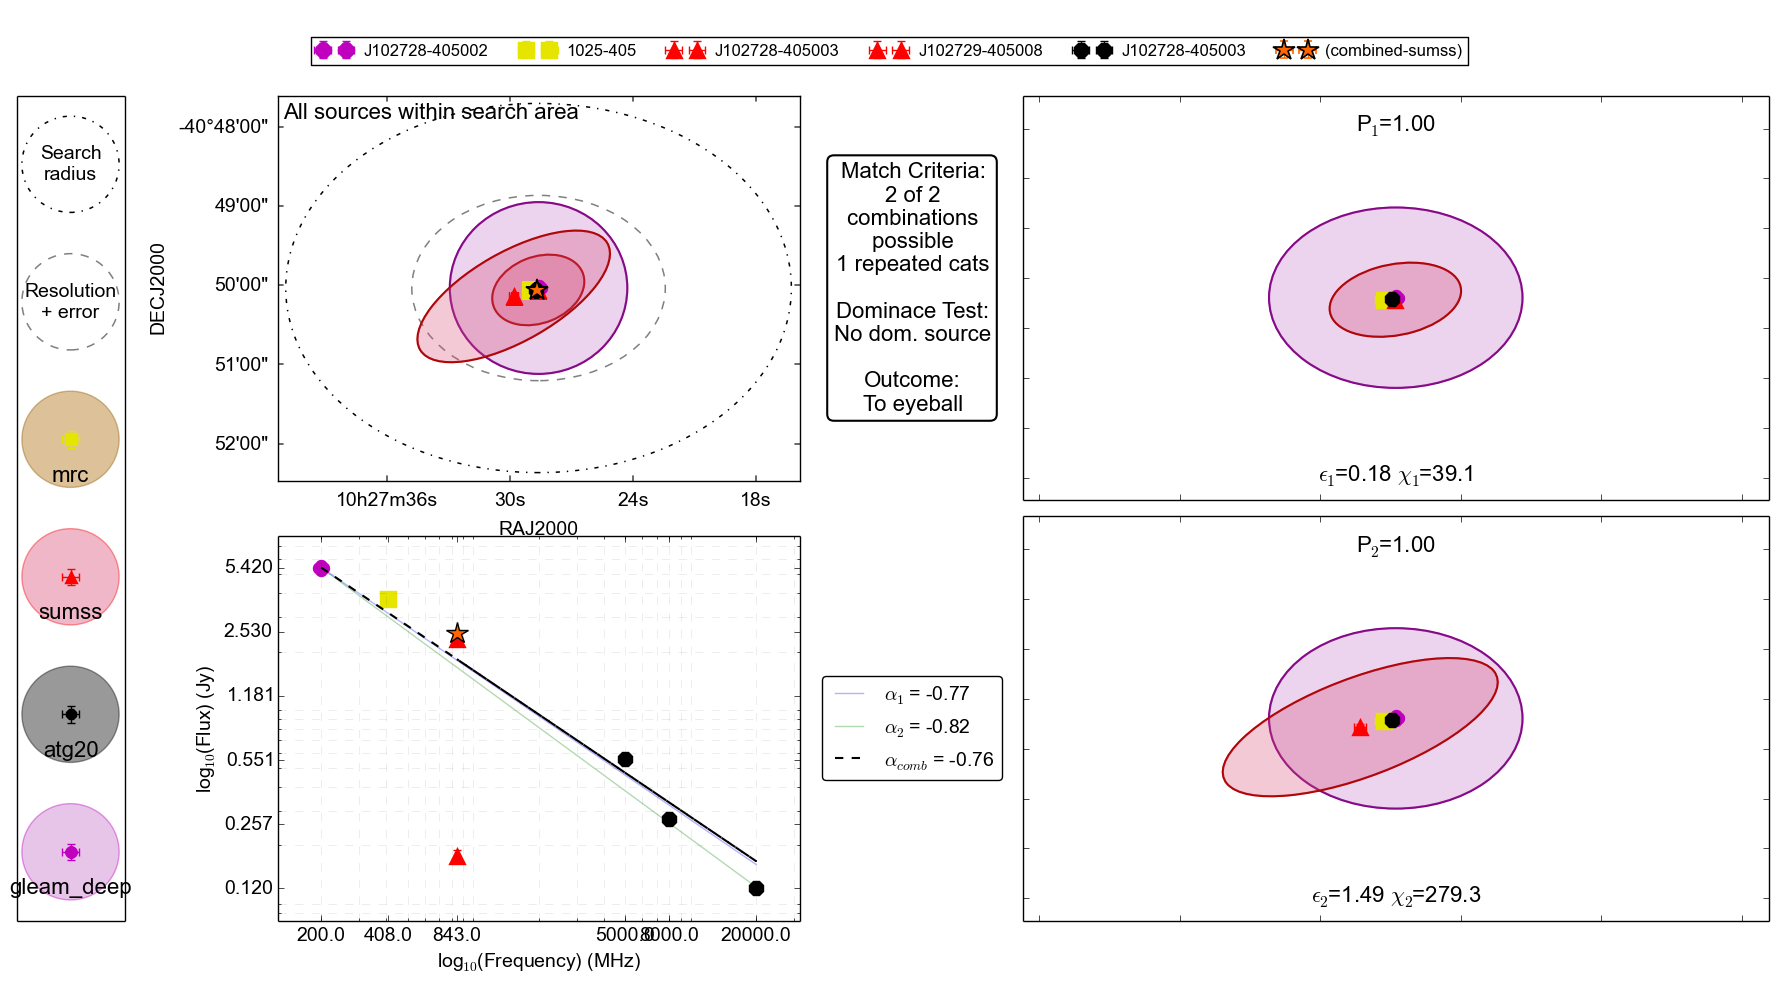 J102728-405002
1025-405
J102728-405003
J102729-405008
J102728-405003
(combined-sumss)
Search
radius
Resolution
+ error
mrc
sumss
atg20
gleam_deep
All sources within search area
DECJ2000
-40°48'00"
49'00"
50'00"
51'00"
52'00"
10h27m36s
30s
24s
18s
RAJ2000
Match Criteria:
2 of 2
combinations
possible
1 repeated cats
Dominace Test:
No dom. source
Outcome:
To eyeball
P1=1.00
ϵ1=0.18 χ1=39.1
log10(Flux) (Jy)
5.420
2.530
1.181
0.551
0.257
0.120
200.0
408.0
843.0
5000.0
8000.0
20000.0
log10(Frequency) (MHz)
α1 = -0.77
α2 = -0.82
αcomb = -0.76
P2=1.00
ϵ2=1.49 χ2=279.3